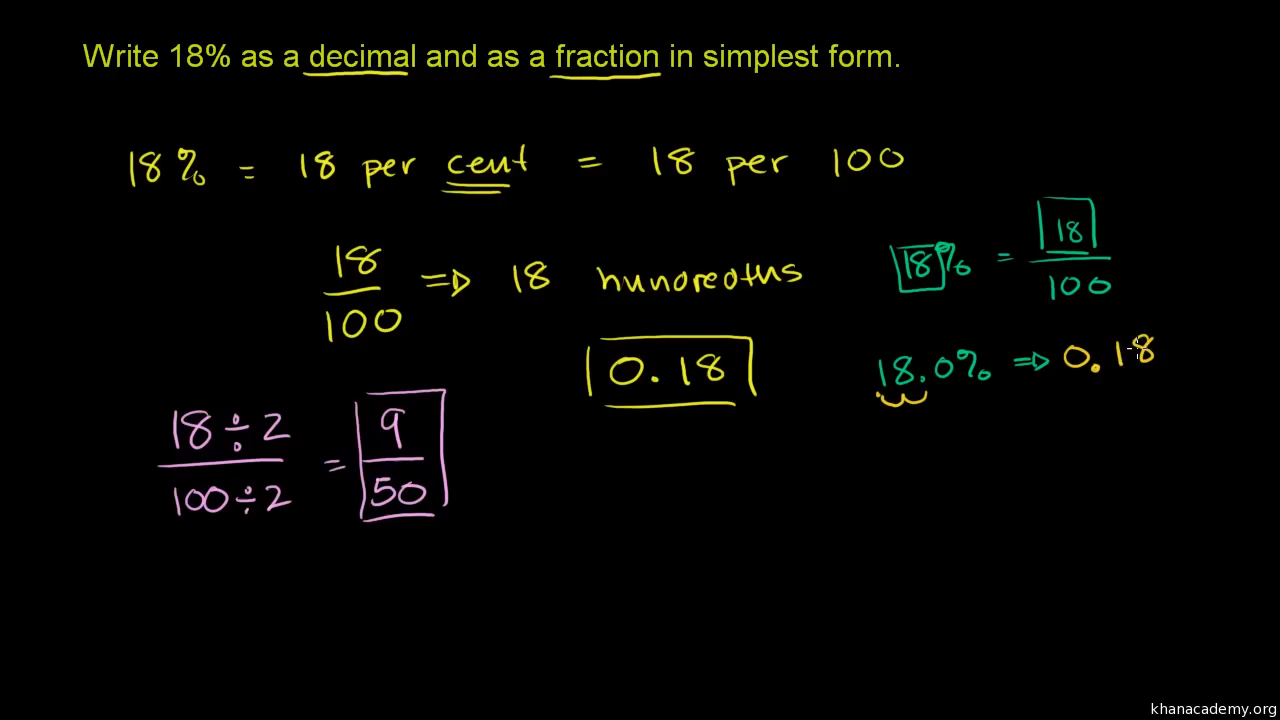 Write 18% as a decimal and as a fraction in simplest form.
18% = 18 per cent = 18 per 100
18/100 ⇒ 18 hundredths
0.18
18% = 18/100
18.0% ⇒ 0.18
18÷2/100÷2 = 9/50
khanacademy.org